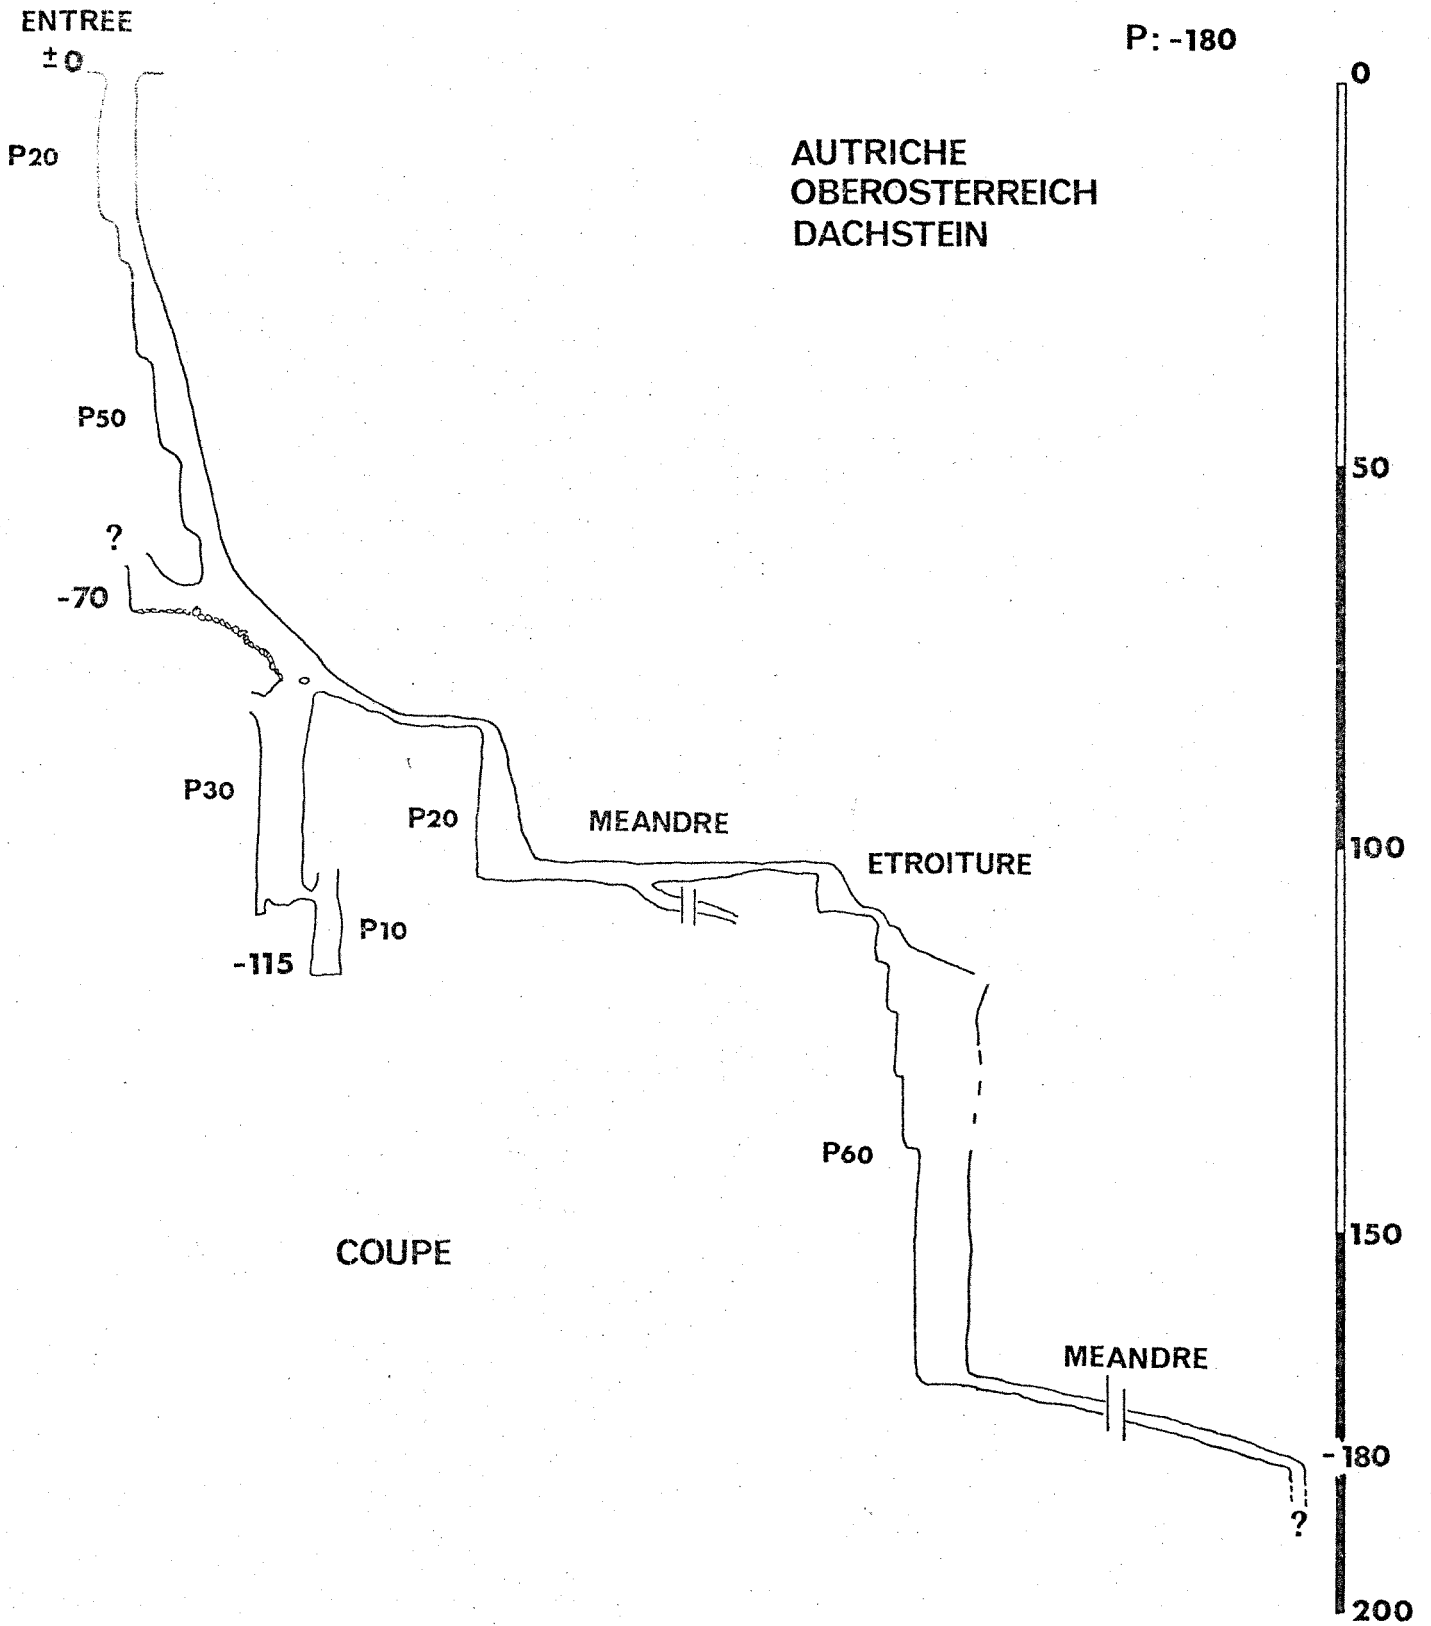 ENTREE
±0
P: -180
0
P20
AUTRICHE
OBEROSTERREICH
DACHSTEIN
P50
50
?
-70
P30
P20
MEANDRE
100
ETROITURE
P10
-115
P60
150
COUPE
MEANDRE
-180
?
200